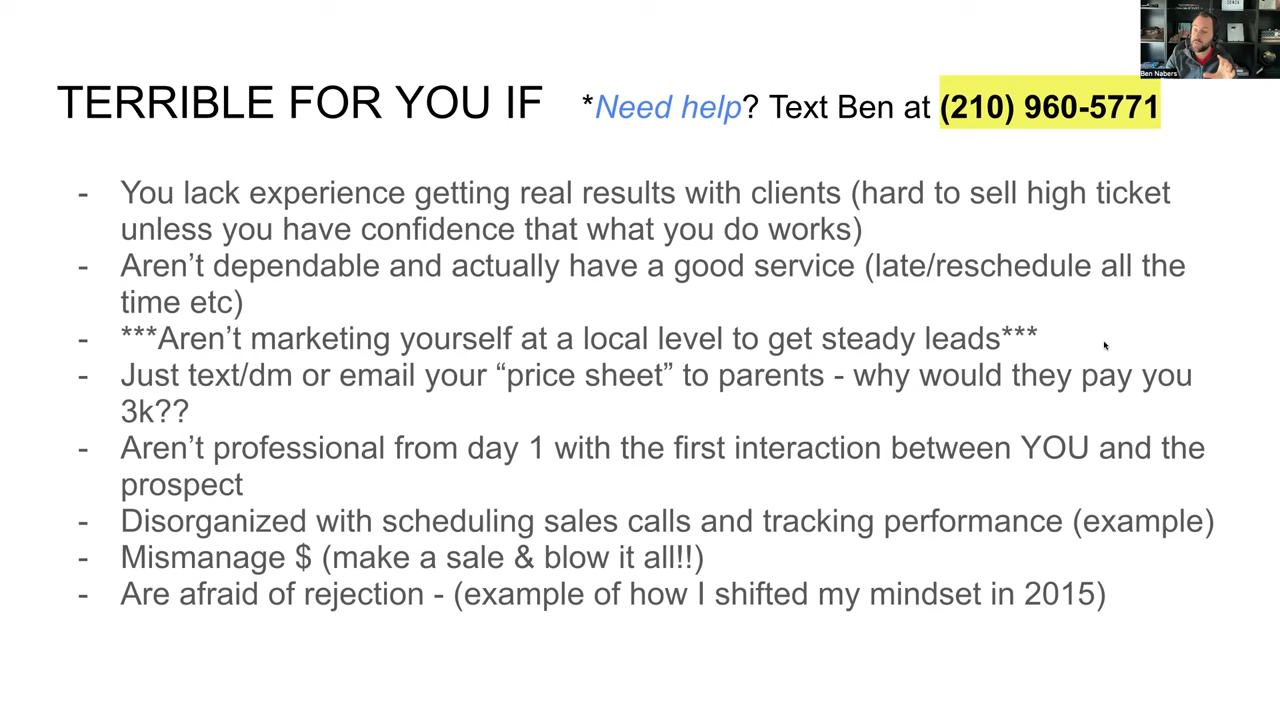 Ben Nabers
TERRIBLE FOR YOU IF *Need help? Text Ben at (210) 960-5771
- You lack experience getting real results with clients (hard to sell high ticket
unless you have confidence that what you do works)
- Aren’t dependable and actually have a good service (late/reschedule all the
time etc)
- ***Aren’t marketing yourself at a local level to get steady leads***
- Just text/dm or email your “price sheet” to parents - why would they pay you
3k??
- Aren’t professional from day 1 with the first interaction between YOU and the
prospect
- Disorganized with scheduling sales calls and tracking performance (example)
- Mismanage $ (make a sale & blow it all!!)
- Are afraid of rejection - (example of how I shifted my mindset in 2015)